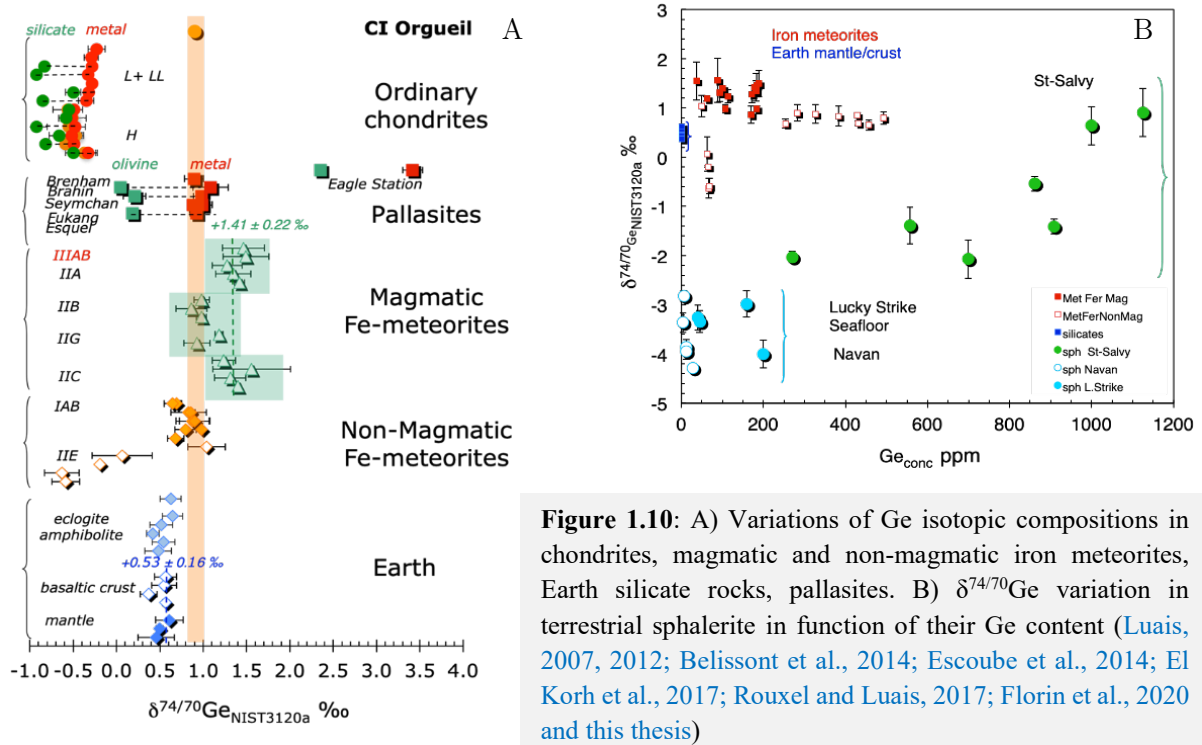 silicate metal
CI Orgueil
A
L+ LL
Ordinary
chondrites
H
olivine metal
Brenham
Brahin
Seymchan
Fukang
Esquer
Eagle Station
Pallasites
+1.41 ± 0.22 ‰
IIIAB
IIA
IIB
IIG
IIC
Magmatic
Fe-meteorites
IAB
IIE
Non-Magmatic
Fe-meteorites
eclogite
amphibolite
+0.53 ± 0.16 ‰
basaltic crust
mantle
Earth
-1.0 -0.5 0.0 0.5 1.0 1.5 2.0 2.5 3.0 3.5 4.0
δ74/70GeNIST3120a ‰
B
Iron meteorites
Earth mantle/crust
St-Salvy
Lucky Strike
Seafloor
Navan
Met Fer Mag
MetFerNonMag
silicates
sph St-Salvy
sph Navan
sph L.Strike
3
2
1
0
-1
-2
-3
-4
-5
δ74/70GeNIST3120a ‰
0 200 400 600 800 1000 1200
Geconc ppm
Figure 1.10: A) Variations of Ge isotopic compositions in
chondrites, magmatic and non-magmatic iron meteorites,
Earth silicate rocks, pallasites. B) δ74/70Ge variation in
terrestrial sphalerite in function of their Ge content (Luais,
2007, 2012; Belissont et al., 2014; Escoube et al., 2014; El
Korh et al., 2017; Rouxel and Luais, 2017; Florin et al., 2020
and this thesis)